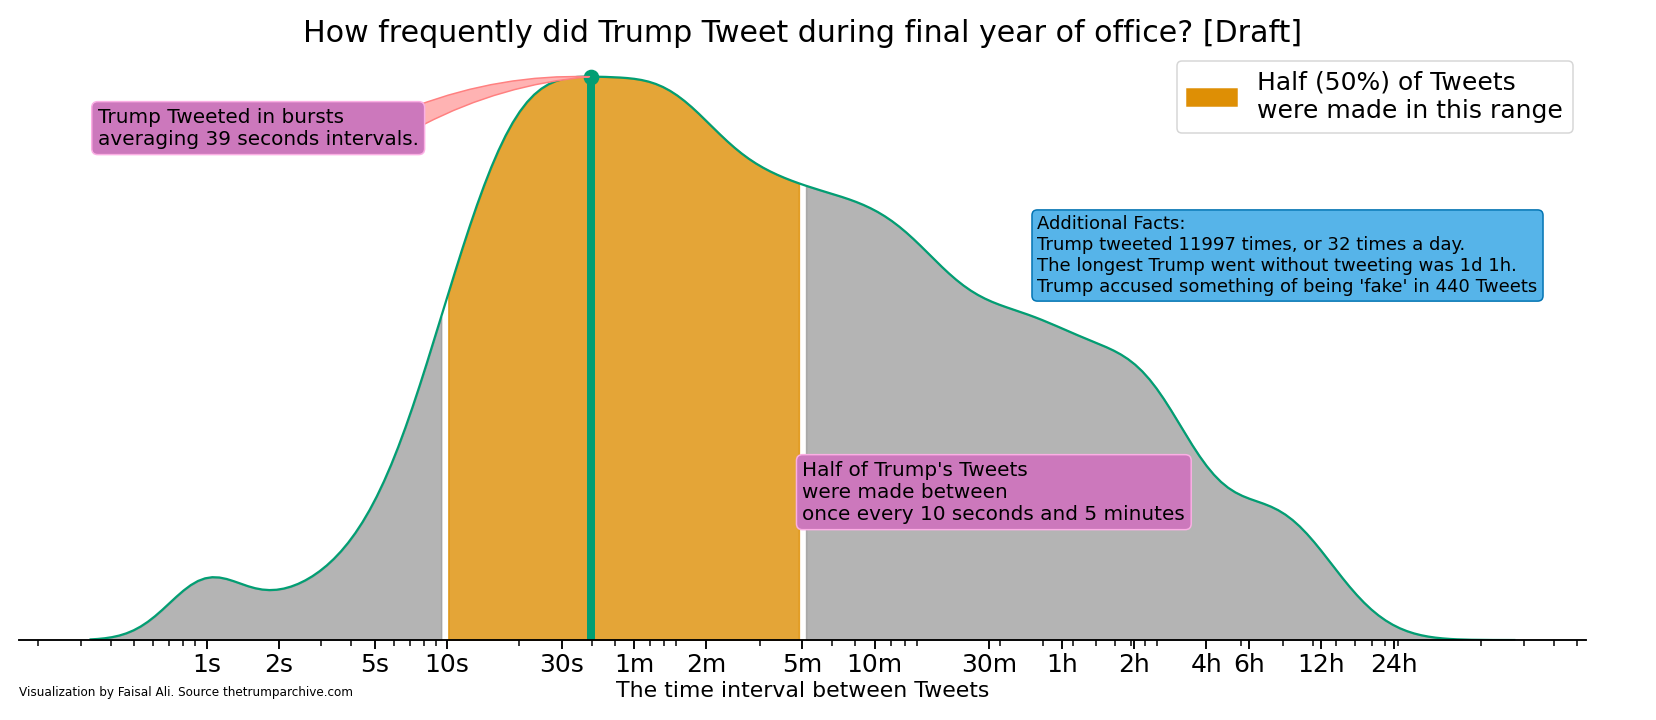 How frequently did Trump Tweet during final year of office? [Draft]
Half (50%) of Tweets
were made in this range
Trump Tweeted in bursts
averaging 39 seconds intervals.
Additional Facts:
Trump tweeted 11997 times, or 32 times a day.
The longest Trump went without tweeting was 1d 1h.
Trump accused something of being 'fake' in 440 Tweets
Half of Trump's Tweets
were made between
once every 10 seconds and 5 minutes
1s 2s 5s 10s 30s 1m 2m 5m 10m 30m 1h 2h 4h 6h 12h 24h
The time interval between Tweets
Visualization by Faisal Ali. Source thetrumparchive.com